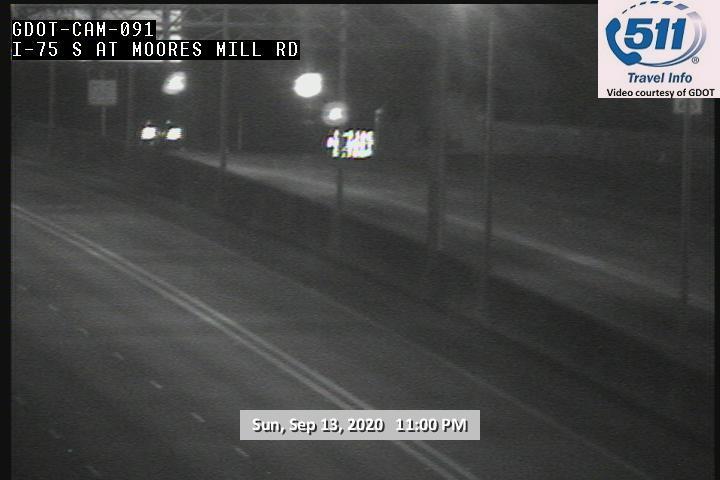 GDOT-CAM-091
I-75 S AT MOORES MILL RD
511
Travel Info
Video courtesy of GDOT
Sun, Sep 13, 2020 11:00 PM